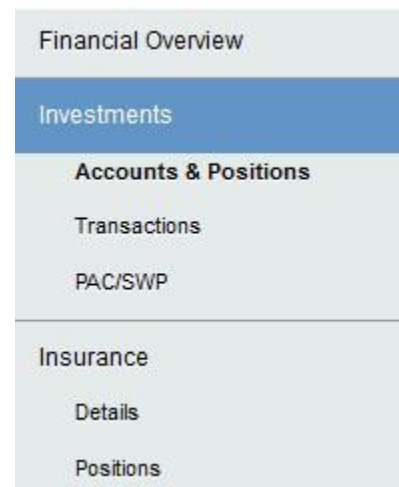 Financial Overview
Investments
Accounts & Positions
Transactions
PAC/SWP
Insurance
Details
Positions